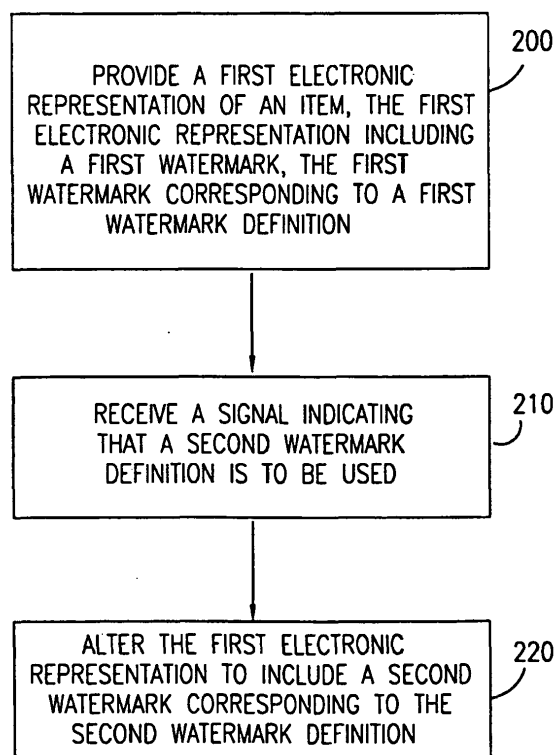 200
PROVIDE A FIRST ELECTRONIC
REPRESENTATION OF AN ITEM, THE FIRST
ELECTRONIC REPRESENTATION INCLUDING
A FIRST WATERMARK, THE FIRST
WATERMARK CORRESPONDING TO A FIRST
WATERMARK DEFINITION
210
RECEIVE A SIGNAL INDICATING
THAT A SECOND WATERMARK
DEFINITION IS TO BE USED
220
ALTER THE FIRST ELECTRONIC
REPRESENTATION TO INCLUDE A SECOND
WATERMARK CORRESPONDING TO THE
SECOND WATERMARK DEFINITION